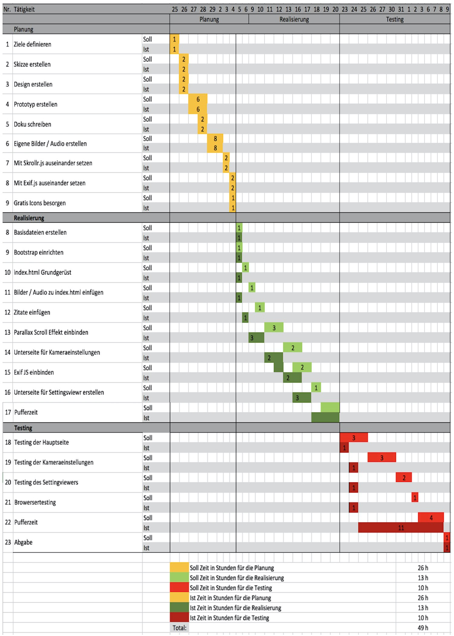 Nr. Tätigkeit 25 26 27 28 29 30 31 1 2 3 4 5 6 9 10 11 12 13 14 15 16 17 18 19 20 23 24 25 26 27 30 31 1 2 3 6 7 8 9
Planung Realisierung Testing
Planung
1 Ziele definieren Soll 1
Ist 1
2 Skizze erstellen Soll 2
Ist 2
3 Design erstellen Soll 2
Ist 2
4 Prototyp erstellen Soll 6
Ist 6
5 Doku schreiben Soll 2
Ist 2
6 Eigene Bilder / Audio erstellen Soll 8
Ist 8
7 Mit Skrollr.js auseinander setzen Soll 2
Ist 2
8 Mit Exif.js auseinander setzen Soll 2
Ist 2
9 Gratis Icons besorgen Soll 1
Ist 1
Realisierung
8 Basisdateien erstellen Soll 1
Ist 1
9 Bootstrap einrichten Soll 1
Ist 1
10 index.html Grundgerüst Soll 1
Ist 1
11 Bilder / Audio zu index.html einfügen Soll 1
Ist 1
12 Zitate einfügen Soll 1
Ist 1
13 Parallax Scroll Effekt einbinden Soll 3
Ist 3
14 Unterseite für Kameraeinstellungen Soll 2
Ist 2
15 Exif JS einbinden Soll 2
Ist 2
16 Unterseite für Settingsviewr erstellen Soll 1
Ist 3
17 Pufferzeit Soll
Ist
Testing
18 Testing der Hauptseite Soll 3
Ist 1
19 Testing der Kameraeinstellungen Soll 3
Ist 1
20 Testing des Settingviewers Soll 2
Ist 1
21 Browersertesting Soll 1
Ist 1
22 Pufferzeit Soll 4
Ist 11
23 Abgabe Soll 1
Ist 1
Soll Zeit in Stunden für die Planung 26 h
Soll Zeit in Stunden für die Realisierung 13 h
Soll Zeit in Stunden für die Testing 10 h
Ist Zeit in Stunden für die Planung 26 h
Ist Zeit in Stunden für die Realisierung 13 h
Ist Zeit in Stunden für die Testing 10 h
Total: 49 h